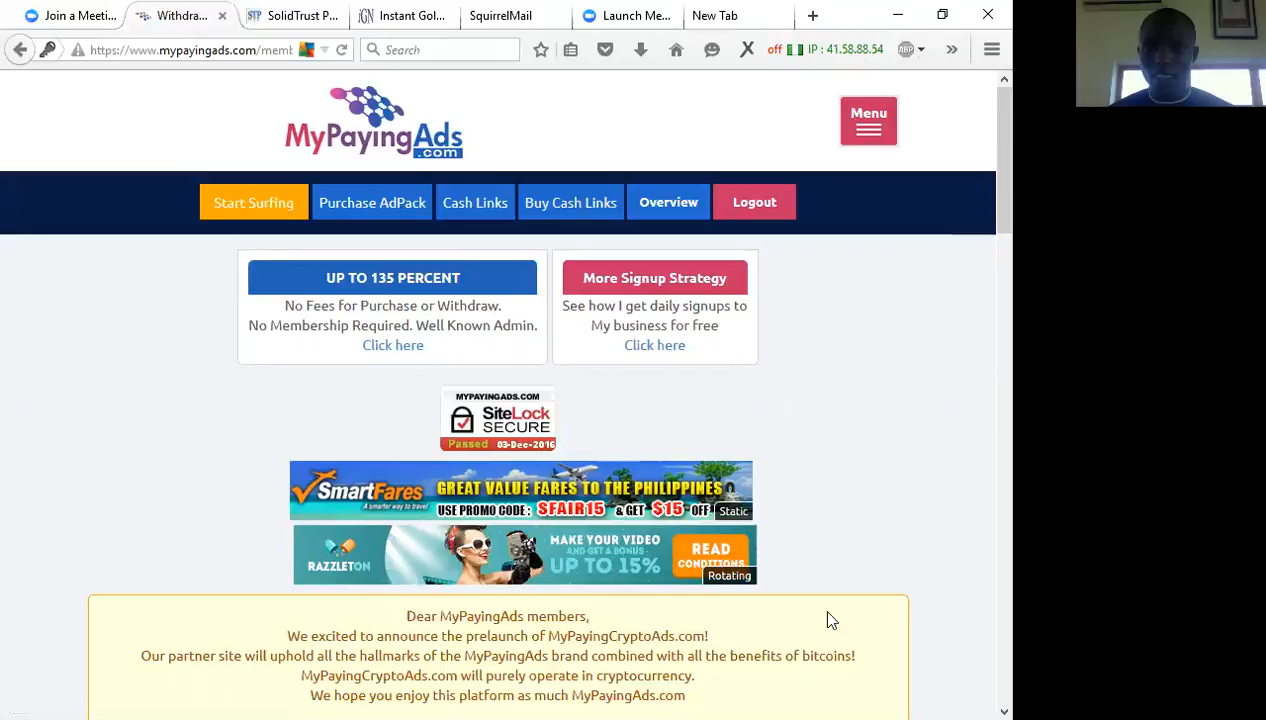 Join a Meeti...
Withdra...
SolidTrust P...
Instant Gol...
SquirrelMail
Launch Me...
New Tab
https://www.mypayingads.com/memb
Search
off IP : 41.58.88.54
ABP
MyPayingAds
.com
Menu
Start Surfing
Purchase AdPack
Cash Links
Buy Cash Links
Overview
Logout
UP TO 135 PERCENT
No Fees for Purchase or Withdraw.
No Membership Required. Well Known Admin.
Click here
More Signup Strategy
See how I get daily signups to
My business for free
Click here
MYPAYINGADS.COM
SiteLock
SECURE
Passed 03-Dec-2016
SmartFares
A smarter way to travel
GREAT VALUE FARES TO THE PHILIPPINES
USE PROMO CODE: SFAIR15 & GET $15 OFF
Static
RAZZLETON
MAKE YOUR VIDEO
AND GET A BONUS
UP TO 15%
READ
CONDITIONS
Rotating
Dear MyPayingAds members,
We excited to announce the prelaunch of MyPayingCryptoAds.com!
Our partner site will uphold all the hallmarks of the MyPayingAds brand combined with all the benefits of bitcoins!
MyPayingCryptoAds.com will purely operate in cryptocurrency.
We hope you enjoy this platform as much MyPayingAds.com